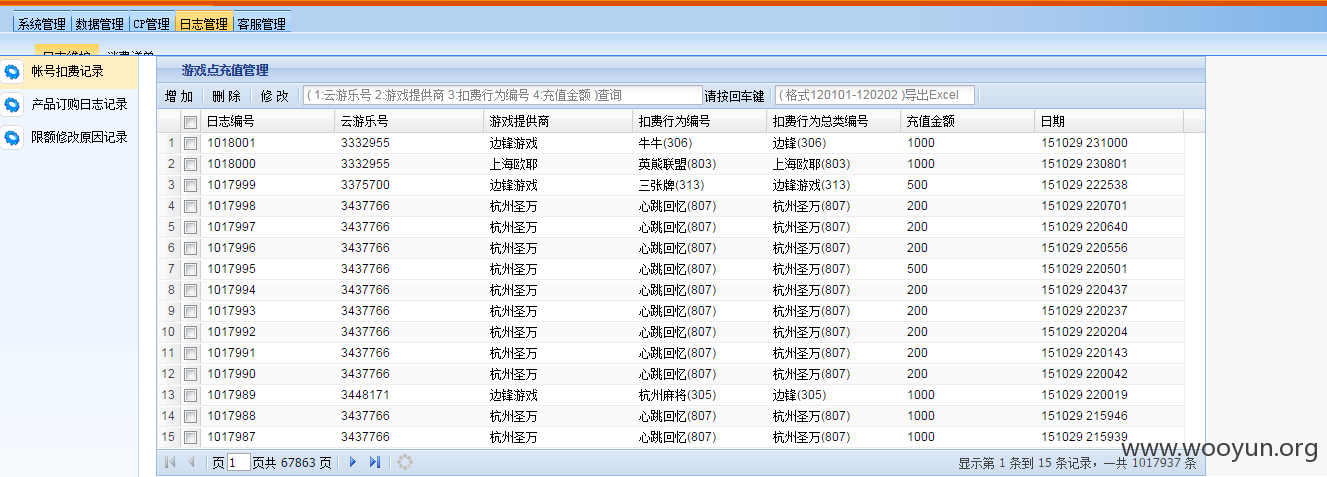 系统管理 数据管理 CP管理 日志管理 客服管理
日志维护 消费详单
帐号扣费记录
产品订购日志记录
限额修改原因记录
游戏点充值管理
增 加 删 除 修 改 ( 1:云游乐号 2:游戏提供商 3:扣费行为编号 4:充值金额 )查询 请按回车键 ( 格式120101-120202 )导出Excel
日志编号 云游乐号 游戏提供商 扣费行为编号 扣费行为总类编号 充值金额 日期
1 1018001 3332955 边锋游戏 牛牛(306) 边锋(306) 1000 151029 231000
2 1018000 3332955 上海欧耶 英熊联盟(803) 上海欧耶(803) 1000 151029 230801
3 1017999 3375700 边锋游戏 三张牌(313) 边锋游戏(313) 500 151029 222538
4 1017998 3437766 杭州圣万 心跳回忆(807) 杭州圣万(807) 200 151029 220701
5 1017997 3437766 杭州圣万 心跳回忆(807) 杭州圣万(807) 200 151029 220640
6 1017996 3437766 杭州圣万 心跳回忆(807) 杭州圣万(807) 200 151029 220556
7 1017995 3437766 杭州圣万 心跳回忆(807) 杭州圣万(807) 500 151029 220501
8 1017994 3437766 杭州圣万 心跳回忆(807) 杭州圣万(807) 200 151029 220437
9 1017993 3437766 杭州圣万 心跳回忆(807) 杭州圣万(807) 200 151029 220237
10 1017992 3437766 杭州圣万 心跳回忆(807) 杭州圣万(807) 200 151029 220204
11 1017991 3437766 杭州圣万 心跳回忆(807) 杭州圣万(807) 200 151029 220143
12 1017990 3437766 杭州圣万 心跳回忆(807) 杭州圣万(807) 200 151029 220042
13 1017989 3448171 边锋游戏 杭州麻将(305) 边锋(305) 1000 151029 220019
14 1017988 3437766 杭州圣万 心跳回忆(807) 杭州圣万(807) 1000 151029 215946
15 1017987 3437766 杭州圣万 心跳回忆(807) 杭州圣万(807) 1000 151029 215939
页 1 页共 67863 页 显示第 1 条到 15 条记录，一共 1017937 条
www.wooyun.org